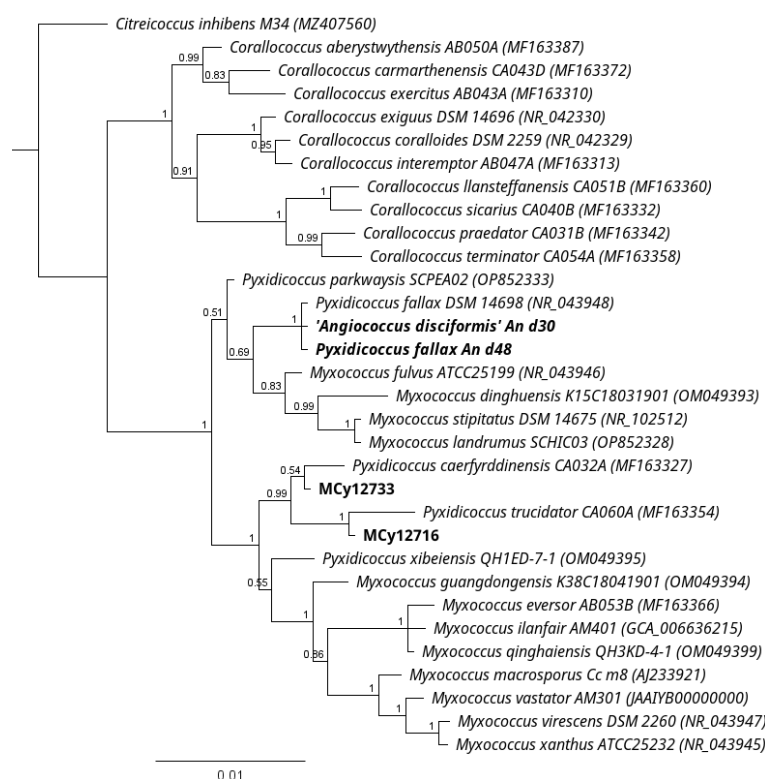 Citreicoccus inhibens M34 (MZ407560)
Corallococcus aberystwythensis AB050A (MF163387)
0.99
0.83
Corallococcus carmarthenensis CA043D (MF163372)
Corallococcus exercitus AB043A (MF163310)
1
Corallococcus exiguus DSM 14696 (NR_042330)
1
0.95
Corallococcus coralloides DSM 2259 (NR_042329)
Corallococcus interemptor AB047A (MF163313)
0.91
Corallococcus llansteffanensis CA051B (MF163360)
1
Corallococcus sicarius CA040B (MF163332)
1
Corallococcus praedator CA031B (MF163342)
0.99
Corallococcus terminator CA054A (MF163358)
Pyxidicoccus parkwaysis SCPEA02 (OP852333)
0.51
Pyxidicoccus fallax DSM 14698 (NR_043948)
1
'Angiococcus disciformis' An d30
Pyxidicoccus fallax An d48
0.69
Myxococcus fulvus ATCC25199 (NR_043946)
0.83
Myxococcus dinghuensis K15C18031901 (OM049393)
0.99
Myxococcus stipitatus DSM 14675 (NR_102512)
1
Myxococcus landrumus SCHIC03 (OP852328)
1
Pyxidicoccus caerfyrddinensis CA032A (MF163327)
0.54
MCy12733
0.99
Pyxidicoccus trucidator CA060A (MF163354)
1
MCy12716
1
Pyxidicoccus xibeiensis QH1ED-7-1 (OM049395)
0.55
Myxococcus guangdongensis K38C18041901 (OM049394)
1
Myxococcus eversor AB053B (MF163366)
1
Myxococcus ilanfair AM401 (GCA_006636215)
Myxococcus qinghaiensis QH3KD-4-1 (OM049399)
0.86
Myxococcus macrosporus Cc m8 (AJ233921)
1
Myxococcus vastator AM301 (JAAIYB00000000)
1
Myxococcus virescens DSM 2260 (NR_043947)
1
Myxococcus xanthus ATCC25232 (NR_043945)
0.01